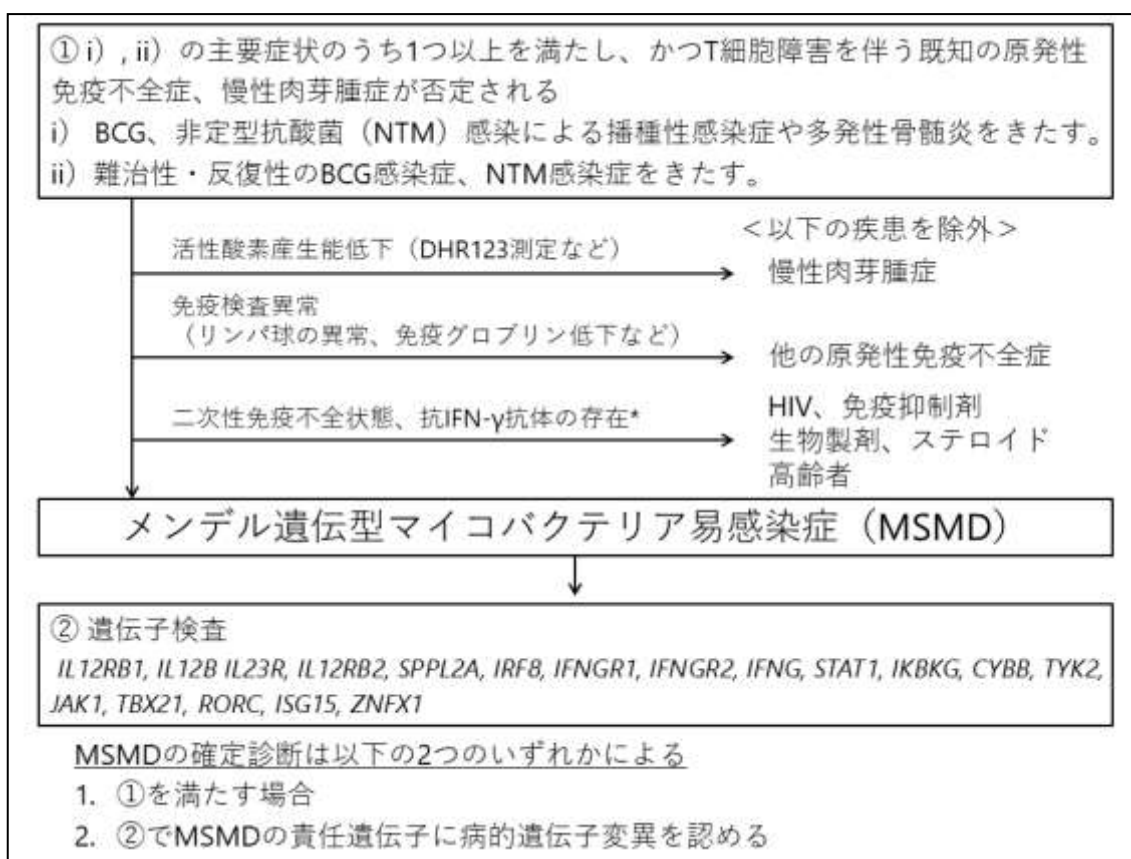 ① i) , ii) の主要症状のうち1つ以上を満たし、かつT細胞障害を伴う既知の原発性
免疫不全症、慢性肉芽腫症が否定される
i) BCG、非定型抗酸菌（NTM）感染による播種性感染症や多発性骨髄炎をきたす。
ii) 難治性・反復性のBCG感染症、NTM感染症をきたす。
＜以下の疾患を除外＞
活性酸素産生能低下（DHR123測定など）
慢性肉芽腫症
免疫検査異常
（リンパ球の異常、免疫グロブリン低下など）
他の原発性免疫不全症
二次性免疫不全状態、抗IFN-γ抗体の存在*
HIV、免疫抑制剤
生物製剤、ステロイド
高齢者
メンデル遺伝型マイコバクテリア易感染症（MSMD）
② 遺伝子検査
IL12RB1, IL12B IL23R, IL12RB2, SPPL2A, IRF8, IFNGR1, IFNGR2, IFNG, STAT1, IKBKG, CYBB, TYK2,
JAK1, TBX21, RORC, ISG15, ZNFX1
MSMDの確定診断は以下の2つのいずれかによる
1. ①を満たす場合
2. ②でMSMDの責任遺伝子に病的遺伝子変異を認める